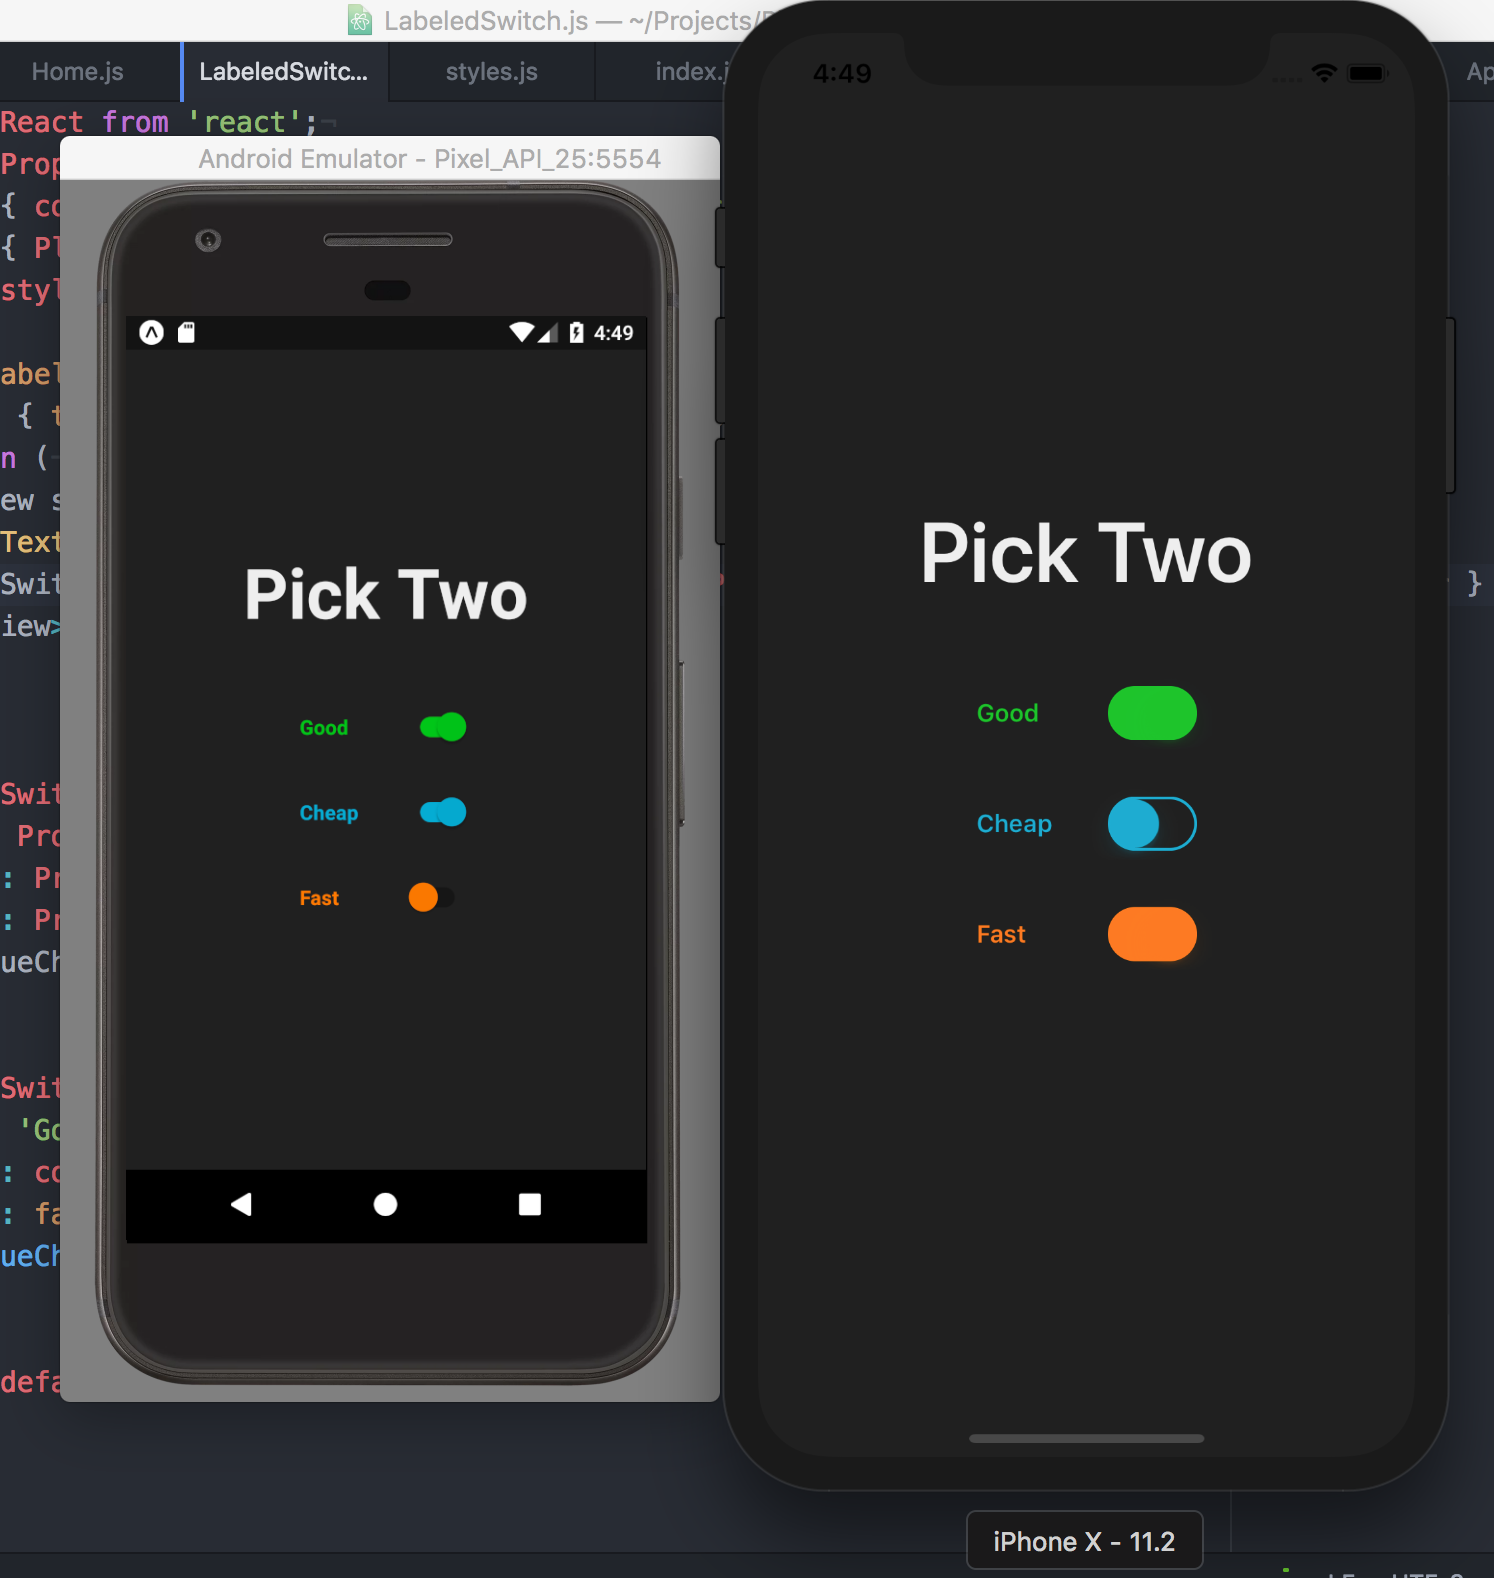 LabeledSwitch.js — ~/Projects/
Home.js
LabeledSwitc...
styles.js
index.j
Ap
React from 'react';
Prop
{ co
{ Pl
styl
abel
{ t
n (
ew s
Text
Swit
}
iew>
Swit
Pro
: Pr
: Pr
ueCh
Swit
'Go
: co
: fa
ueCh
defa
Android Emulator - Pixel_API_25:5554
4:49
Pick Two
Good
Cheap
Fast
4:49
Pick Two
Good
Cheap
Fast
iPhone X - 11.2